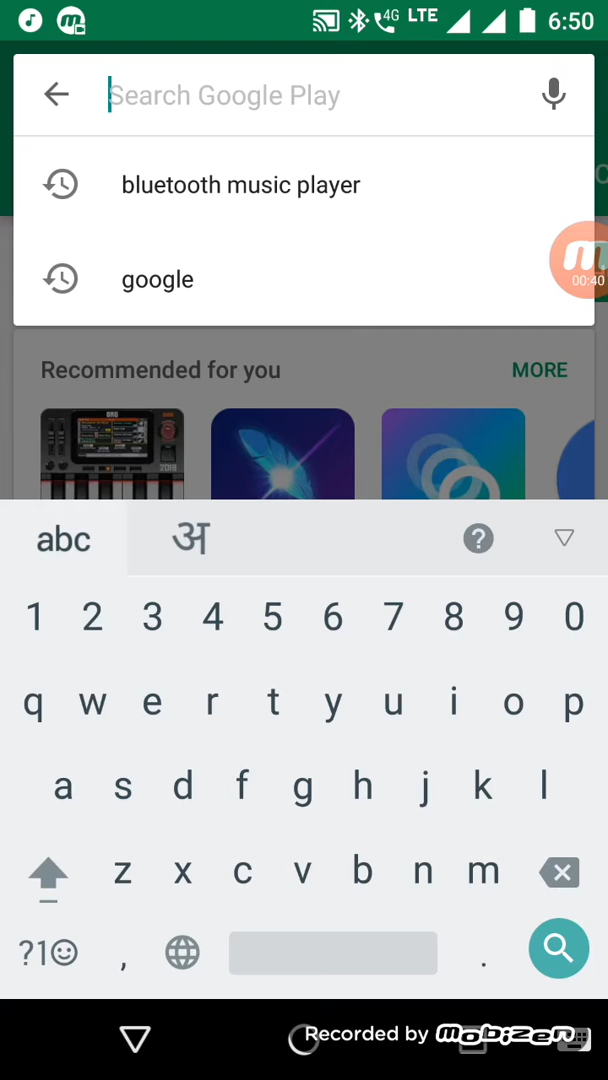 4G LTE 6:50
Search Google Play
bluetooth music player
google
00:40
Recommended for you MORE
2018
abc अ ?
1 2 3 4 5 6 7 8 9 0
q w e r t y u i o p
a s d f g h j k l
z x c v b n m
?1 , .
Recorded by mobizen